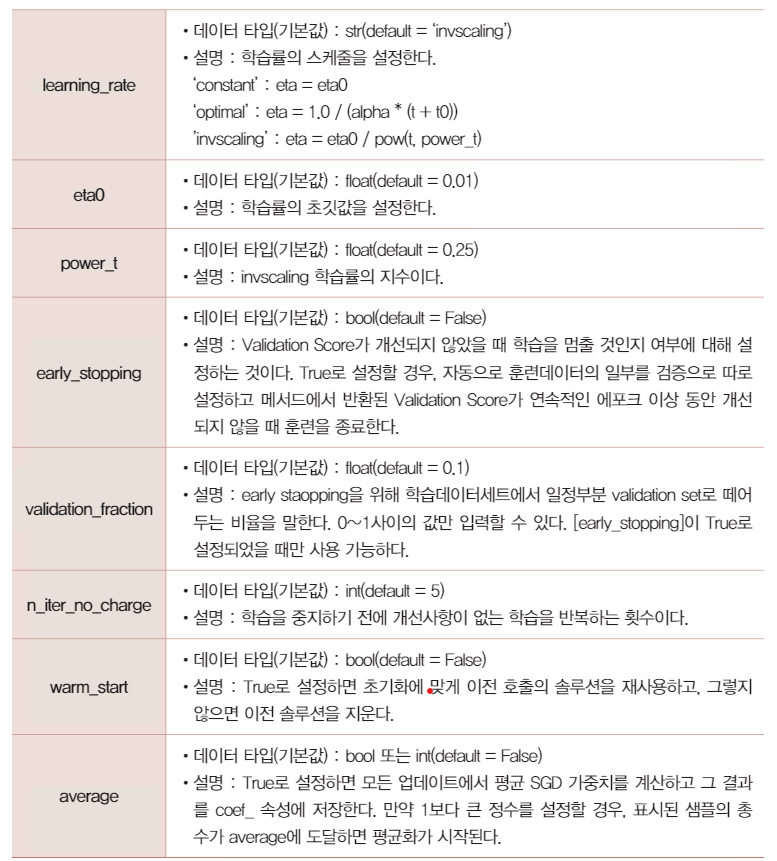 learning_rate
• 데이터 타입(기본값) : str(default = ‘invscaling’)
• 설명 : 학습률의 스케줄을 설정한다.
‘constant’ : eta = eta0
‘optimal’ : eta = 1.0 / (alpha * (t + t0))
’invscaling’ : eta = eta0 / pow(t, power_t)
eta0
• 데이터 타입(기본값) : float(default = 0.01)
• 설명 : 학습률의 초깃값을 설정한다.
power_t
• 데이터 타입(기본값) : float(default = 0.25)
• 설명 : invscaling 학습률의 지수이다.
early_stopping
• 데이터 타입(기본값) : bool(default = False)
• 설명 : Validation Score가 개선되지 않았을 때 학습을 멈출 것인지 여부에 대해 설
정하는 것이다. True로 설정할 경우, 자동으로 훈련데이터의 일부를 검증으로 따로
설정하고 메서드에서 반환된 Validation Score가 연속적인 에포크 이상 동안 개선
되지 않을 때 훈련을 종료한다.
validation_fraction
• 데이터 타입(기본값) : float(default = 0.1)
• 설명 : early staopping을 위해 학습데이터세트에서 일정부분 validation set로 떼어
두는 비율을 말한다. 0～1사이의 값만 입력할 수 있다. [early_stopping]이 True로
설정되었을 때만 사용 가능하다.
n_iter_no_charge
• 데이터 타입(기본값) : int(default = 5)
• 설명 : 학습을 중지하기 전에 개선사항이 없는 학습을 반복하는 횟수이다.
warm_start
• 데이터 타입(기본값) : bool(default = False)
• 설명 : True로 설정하면 초기화에 맞게 이전 호출의 솔루션을 재사용하고, 그렇지
않으면 이전 솔루션을 지운다.
average
• 데이터 타입(기본값) : bool 또는 int(default = False)
• 설명 : True로 설정하면 모든 업데이트에서 평균 SGD 가중치를 계산하고 그 결과
를 coef_ 속성에 저장한다. 만약 1보다 큰 정수를 설정할 경우, 표시된 샘플의 총
수가 average에 도달하면 평균화가 시작된다.